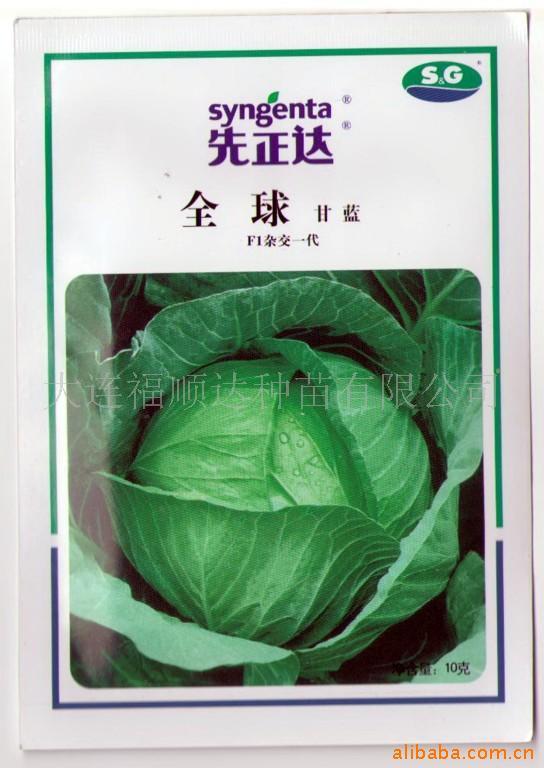 S&G®
syngenta®
先正达®
全 球 甘 蓝
F1杂交一代
大连福顺达种苗有限公司
净含量：10克
alibaba.com.cn